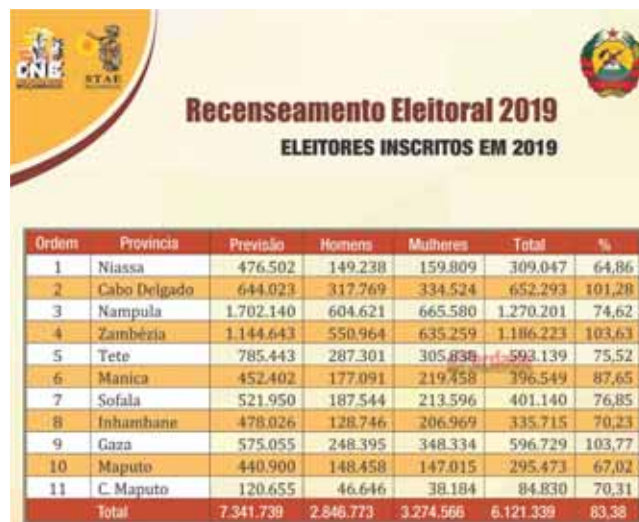 CNE
MOÇAMBIQUE
STAE
Recenseamento Eleitoral 2019
ELEITORES INSCRITOS EM 2019
Ordem Província Previsão Homens Mulheres Total %
1 Niassa 476.502 149.238 159.809 309.047 64,86
2 Cabo Delgado 644.023 317.769 334.524 652.293 101,28
3 Nampula 1.702.140 604.621 665.580 1.270.201 74,62
4 Zambézia 1.144.643 550.964 635.259 1.186.223 103,63
5 Tete 785.443 287.301 305.838 593.139 75,52
6 Manica 452.402 177.091 219.458 396.549 87,65
7 Sofala 521.950 187.544 213.596 401.140 76,85
8 Inhambane 478.026 128.746 206.969 335.715 70,23
9 Gaza 575.055 248.395 348.334 596.729 103,77
10 Maputo 440.900 148.458 147.015 295.473 67,02
11 C. Maputo 120.655 46.646 38.184 84.830 70,31
Total 7.341.739 2.846.773 3.274.566 6.121.339 83,38